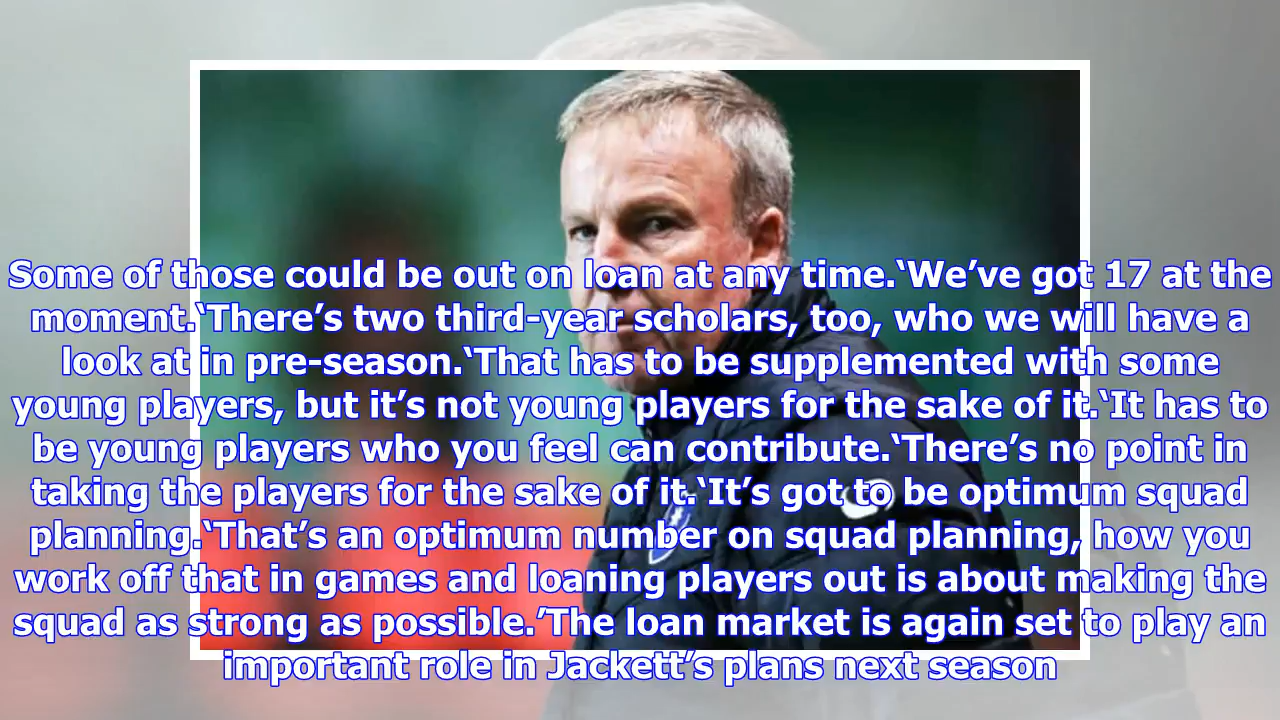 Some of those could be out on loan at any time.‘We’ve got 17 at the
moment.‘There’s two third-year scholars, too, who we will have a
look at in pre-season.‘That has to be supplemented with some
young players, but it’s not young players for the sake of it.‘It has to
be young players who you feel can contribute.‘There’s no point in
taking the players for the sake of it.‘It’s got to be optimum squad
planning.‘That’s an optimum number on squad planning, how you
work off that in games and loaning players out is about making the
squad as strong as possible.’The loan market is again set to play an
important role in Jackett’s plans next season